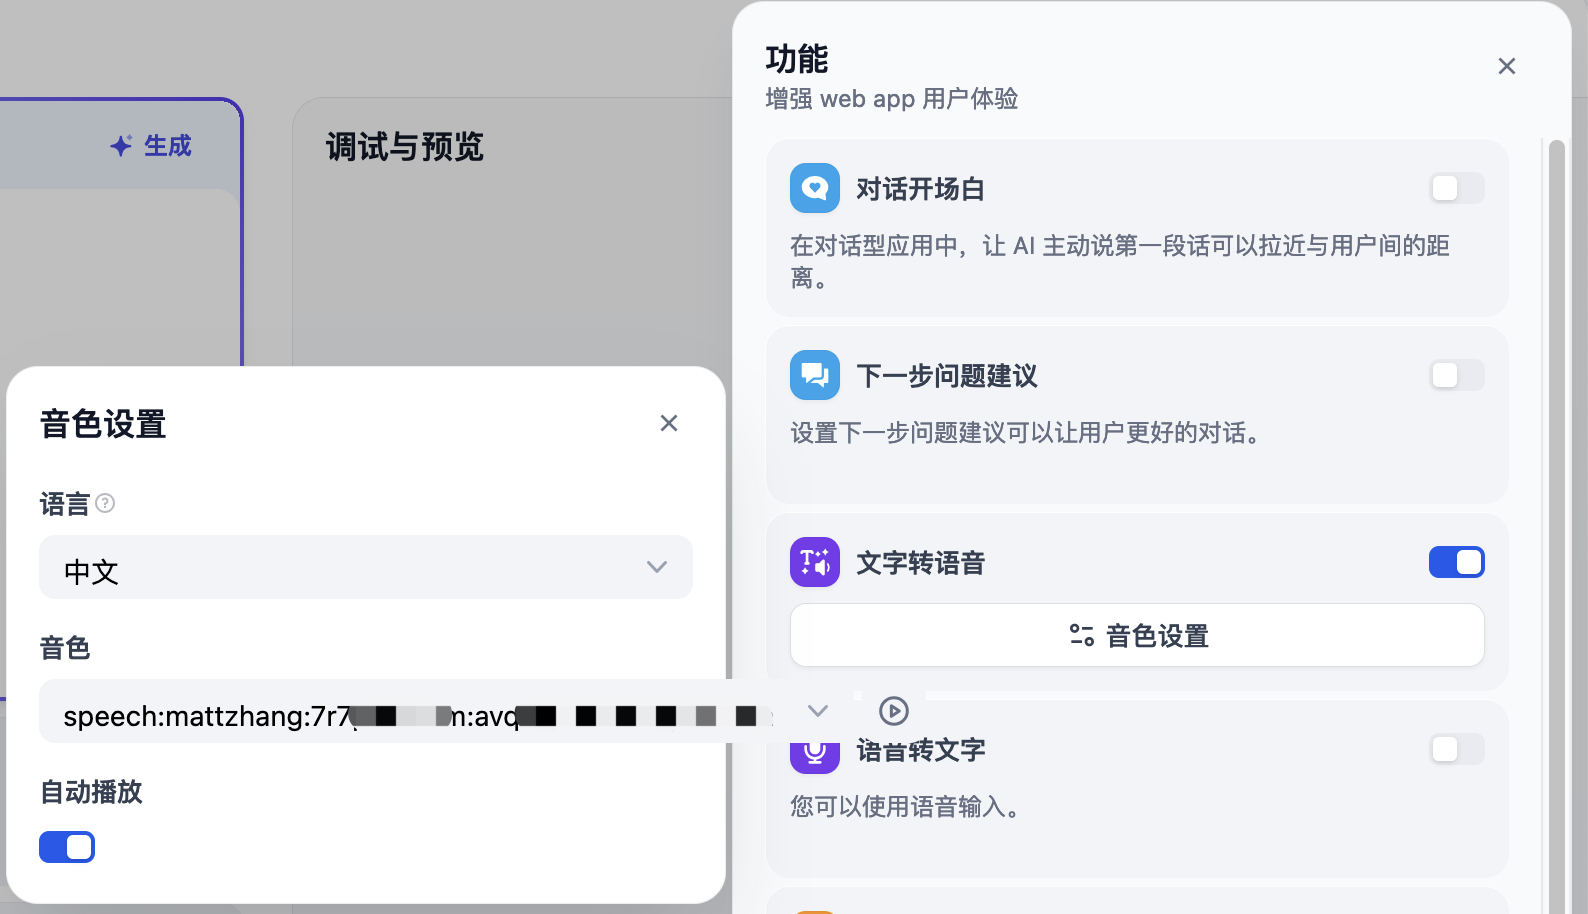 生成
调试与预览
音色设置
语言
中文
音色
speech:mattzhang:7r7 m:avq
自动播放
功能
增强 web app 用户体验
对话开场白
在对话型应用中，让 AI 主动说第一段话可以拉近与用户间的距
离。
下一步问题建议
设置下一步问题建议可以让用户更好的对话。
文字转语音
音色设置
语音转文字
您可以使用语音输入。